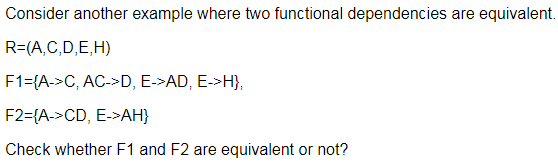 Consider another example where two functional dependencies are equivalent.
R=(A,C,D,E,H)
F1={A->C, AC->D, E->AD, E->H},
F2={A->CD, E->AH}
Check whether F1 and F2 are equivalent or not?